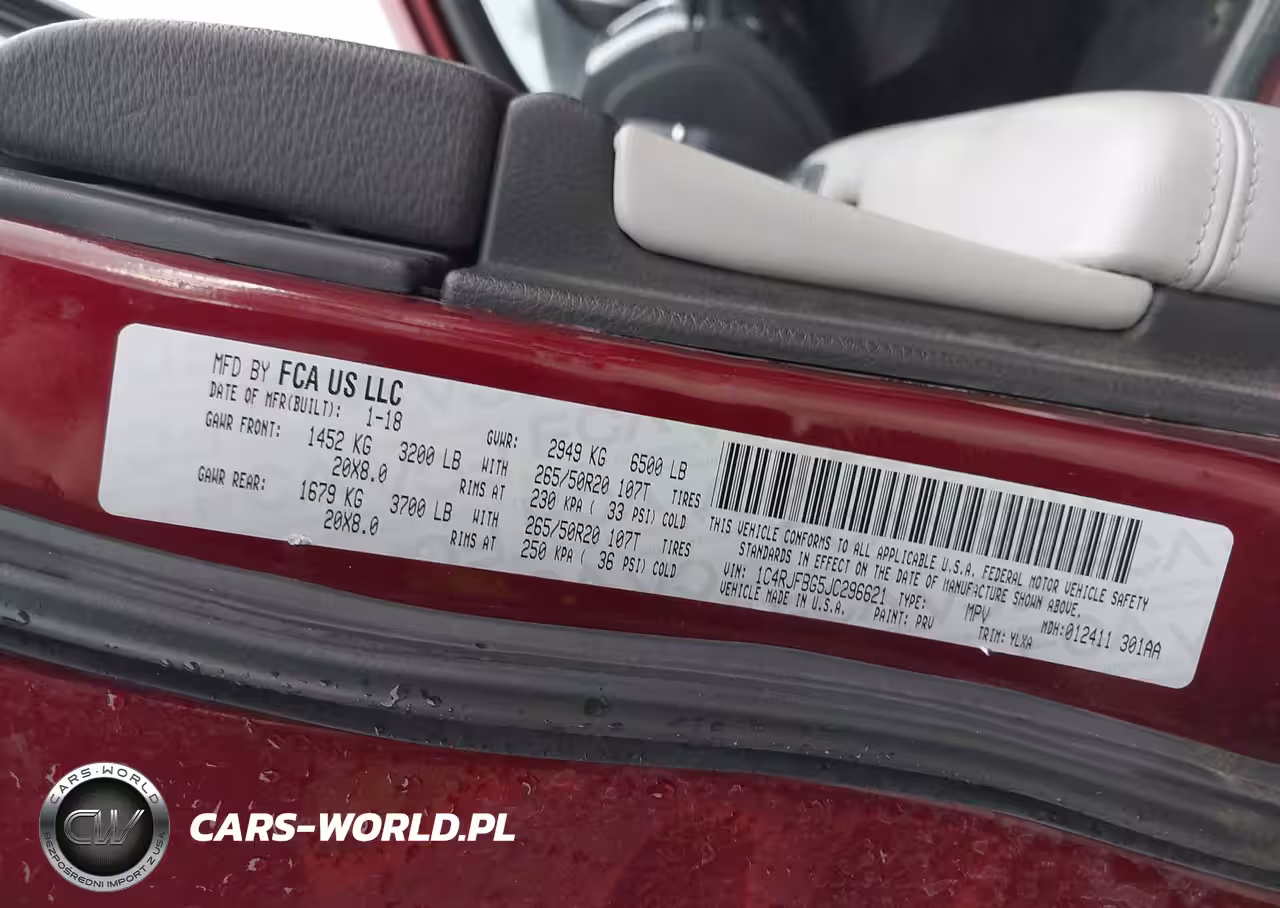 MFD BY FCA US LLC
DATE OF MFR(BUILT): 1-18
GVWR: 2949 KG 6500 LB
GAWR FRONT: 1452 KG 3200 LB WITH 265/50R20 107T TIRES
20X8.0 RIMS AT 230 KPA ( 33 PSI) COLD
GAWR REAR: 1679 KG 3700 LB WITH 265/50R20 107T TIRES
20X8.0 RIMS AT 250 KPA ( 36 PSI) COLD
THIS VEHICLE CONFORMS TO ALL APPLICABLE U.S.A. FEDERAL MOTOR VEHICLE SAFETY
STANDARDS IN EFFECT ON THE DATE OF MANUFACTURE SHOWN ABOVE.
VIN: 1C4RJFBG5JC296621 TYPE: MPV MDH:012411 301AA
VEHICLE MADE IN U.S.A. PAINT: PRV TRIM: YLXA
CARS-WORLD
CW
BEZPOŚREDNI IMPORT Z USA
CARS-WORLD.PL